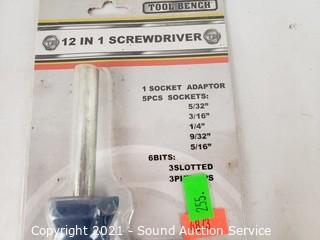 TOOL BENCH
12 IN 1 SCREWDRIVER
1 SOCKET ADAPTOR
5PCS SOCKETS:
5/32"
3/16"
1/4"
9/32"
5/16"
6BITS:
3SLOTTED
255.
Copyright 2021 - Sound Auction Service